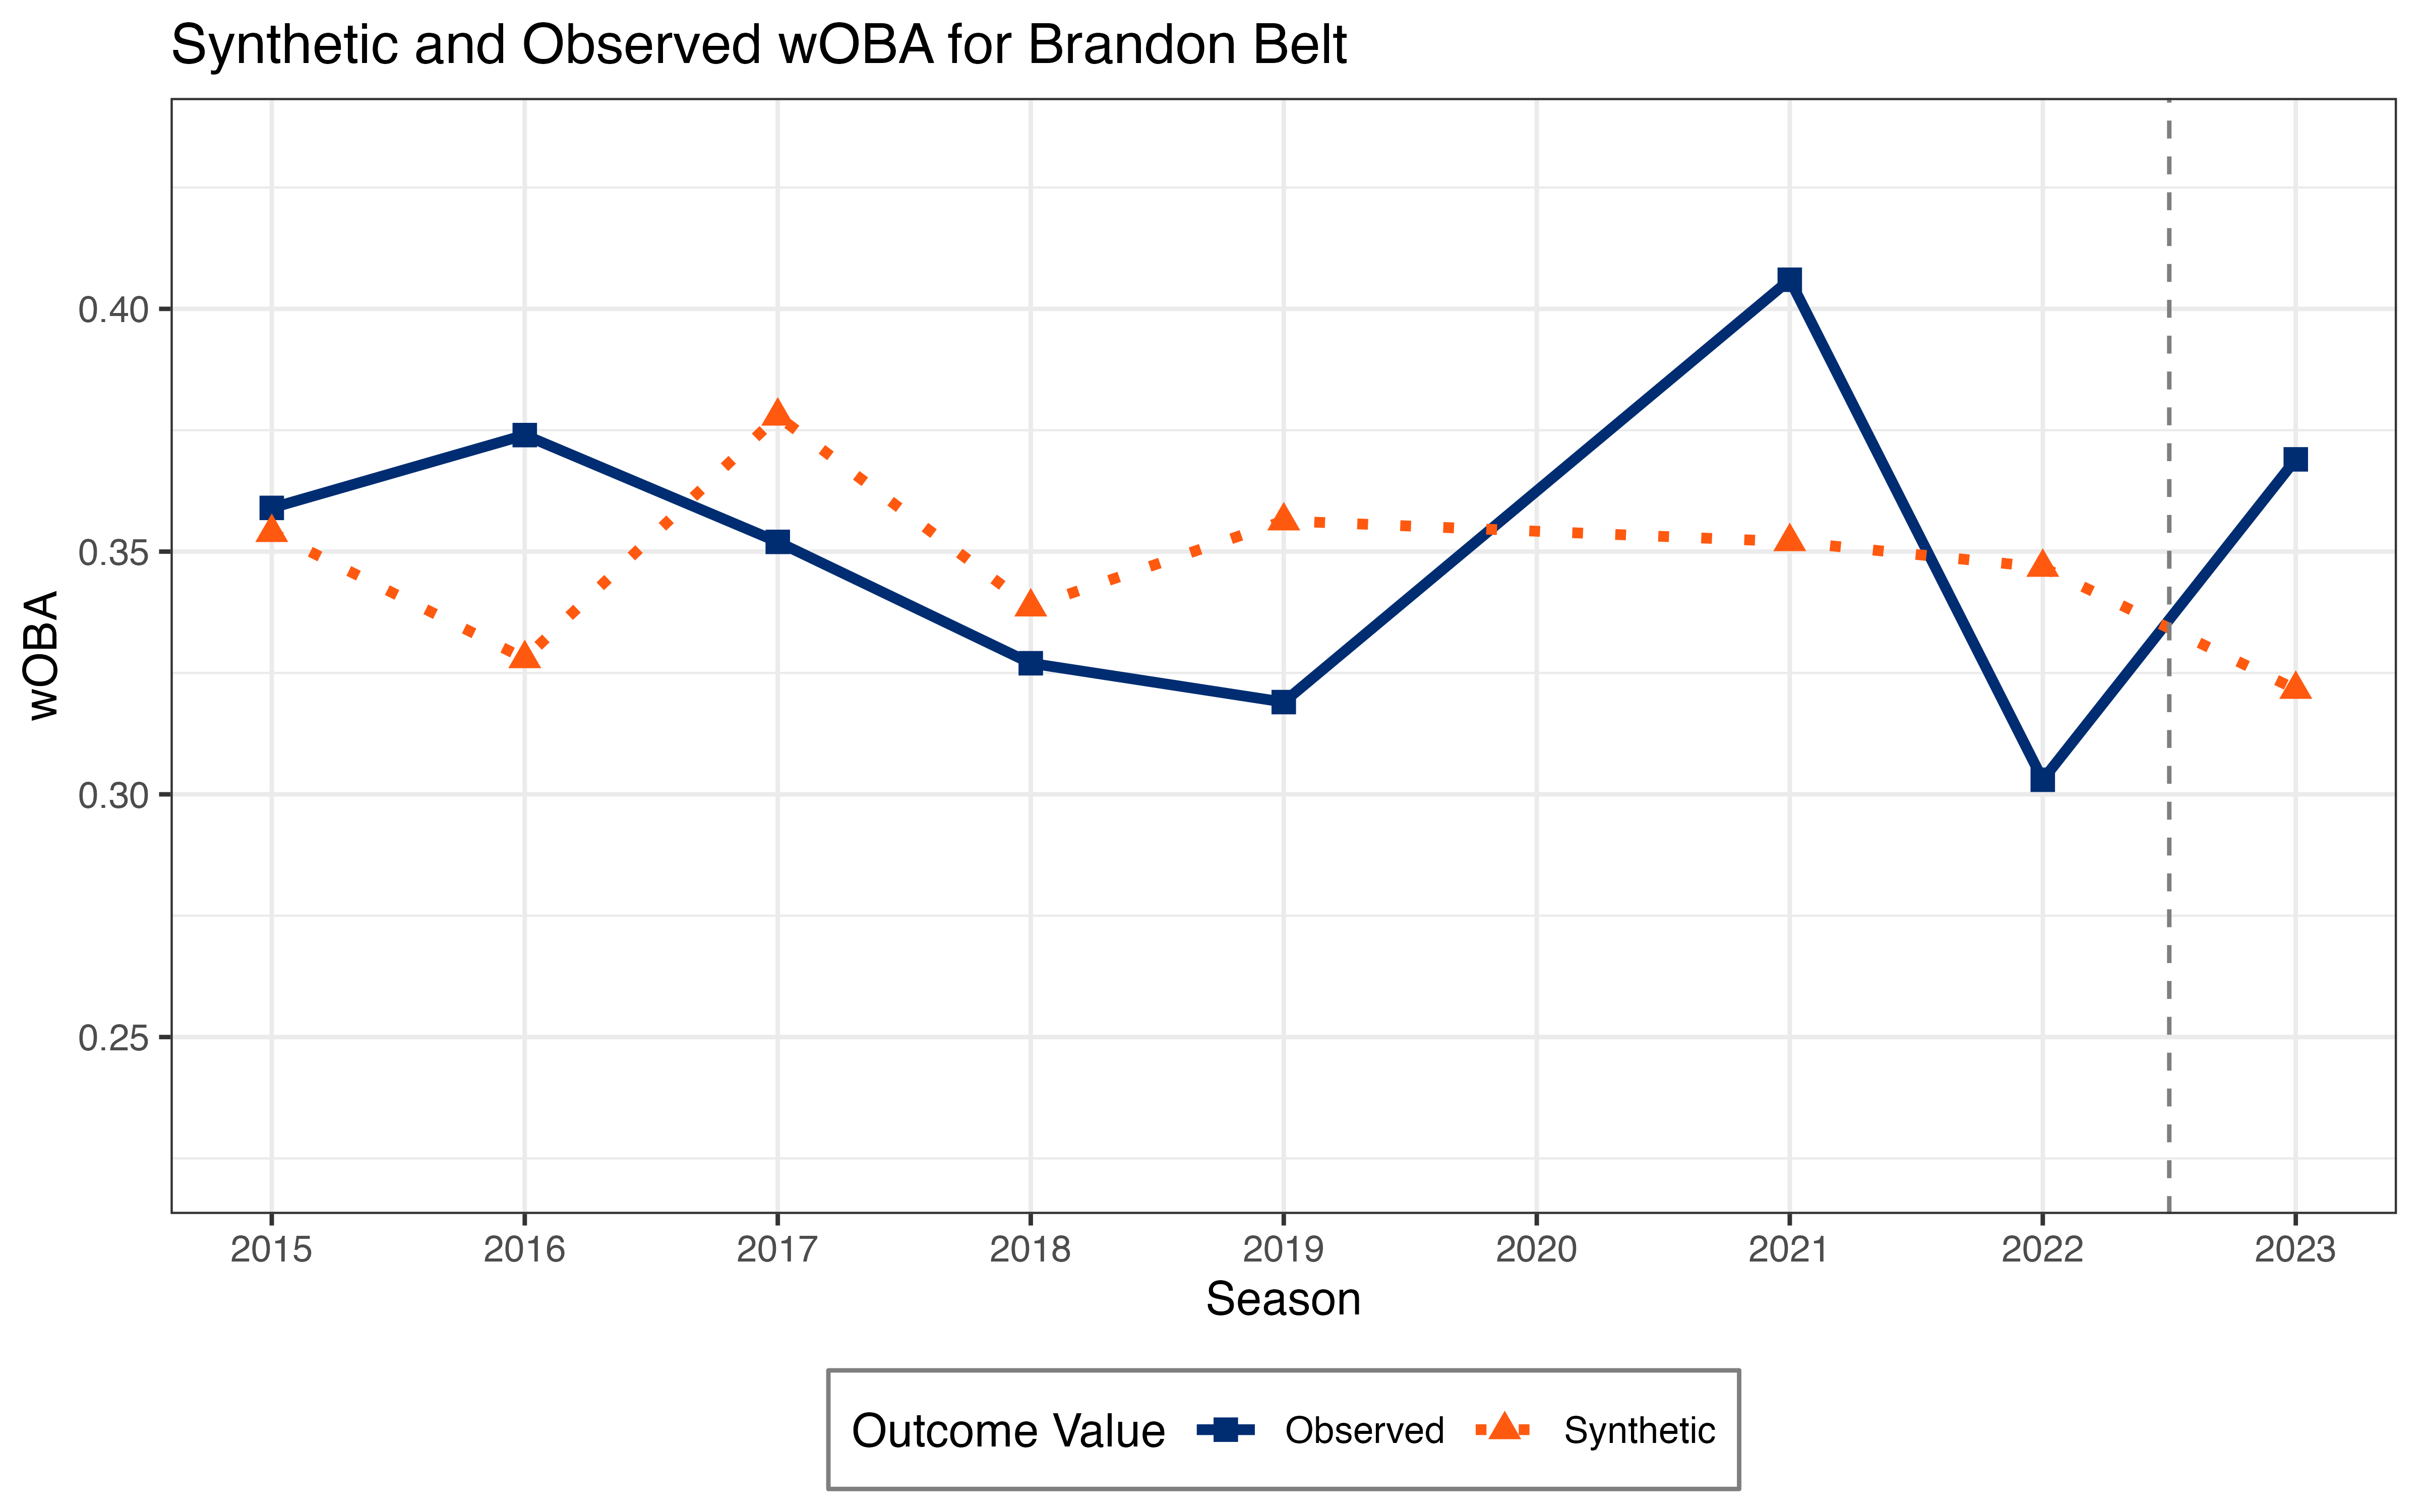 Synthetic and Observed wOBA for Brandon Belt
wOBA
0.40
0.35
0.30
0.25
2015 2016 2017 2018 2019 2020 2021 2022 2023
Season
Outcome Value Observed Synthetic